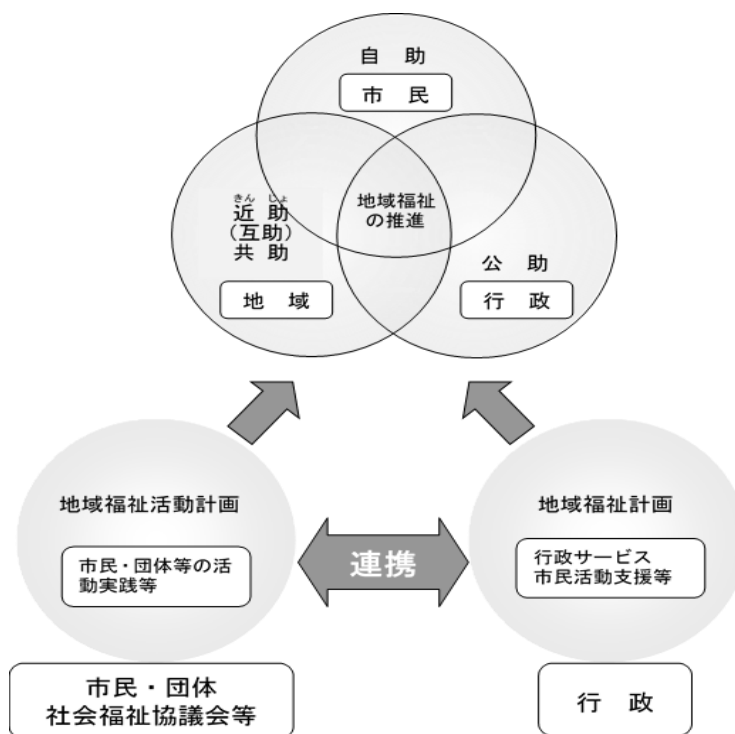 自 助
市 民
きん じょ
近 助
（互助）
共 助
地 域
地域福祉
の推進
公 助
行 政
地域福祉活動計画
市民・団体等の活
動実践等
連携
地域福祉計画
行政サービス
市民活動支援等
市民・団体
社会福祉協議会等
行 政